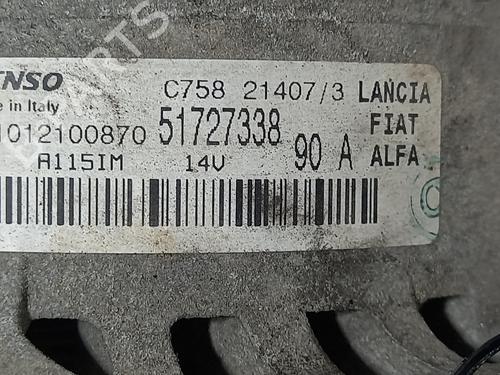 NSO
C758 21407/3 LANCIA
e in Italy
1012100870 51727338 FIAT
A115IM 14V 90 A ALFA